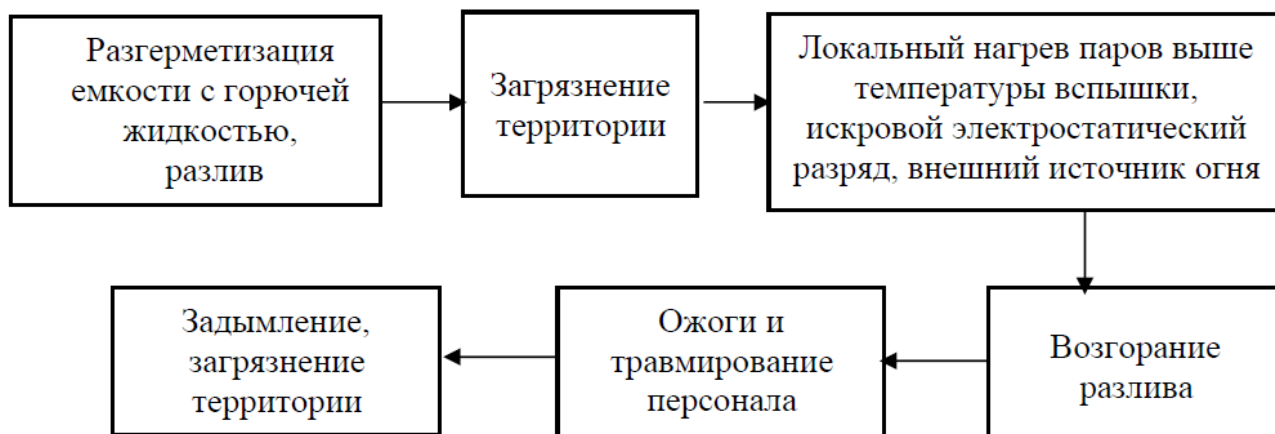 Разгерметизация
емкости с горючей
жидкостью,
разлив
Загрязнение
территории
Локальный нагрев паров выше
температуры вспышки,
искровой электростатический
разряд, внешний источник огня
Возгорание
разлива
Ожоги и
травмирование
персонала
Задымление,
загрязнение
территории